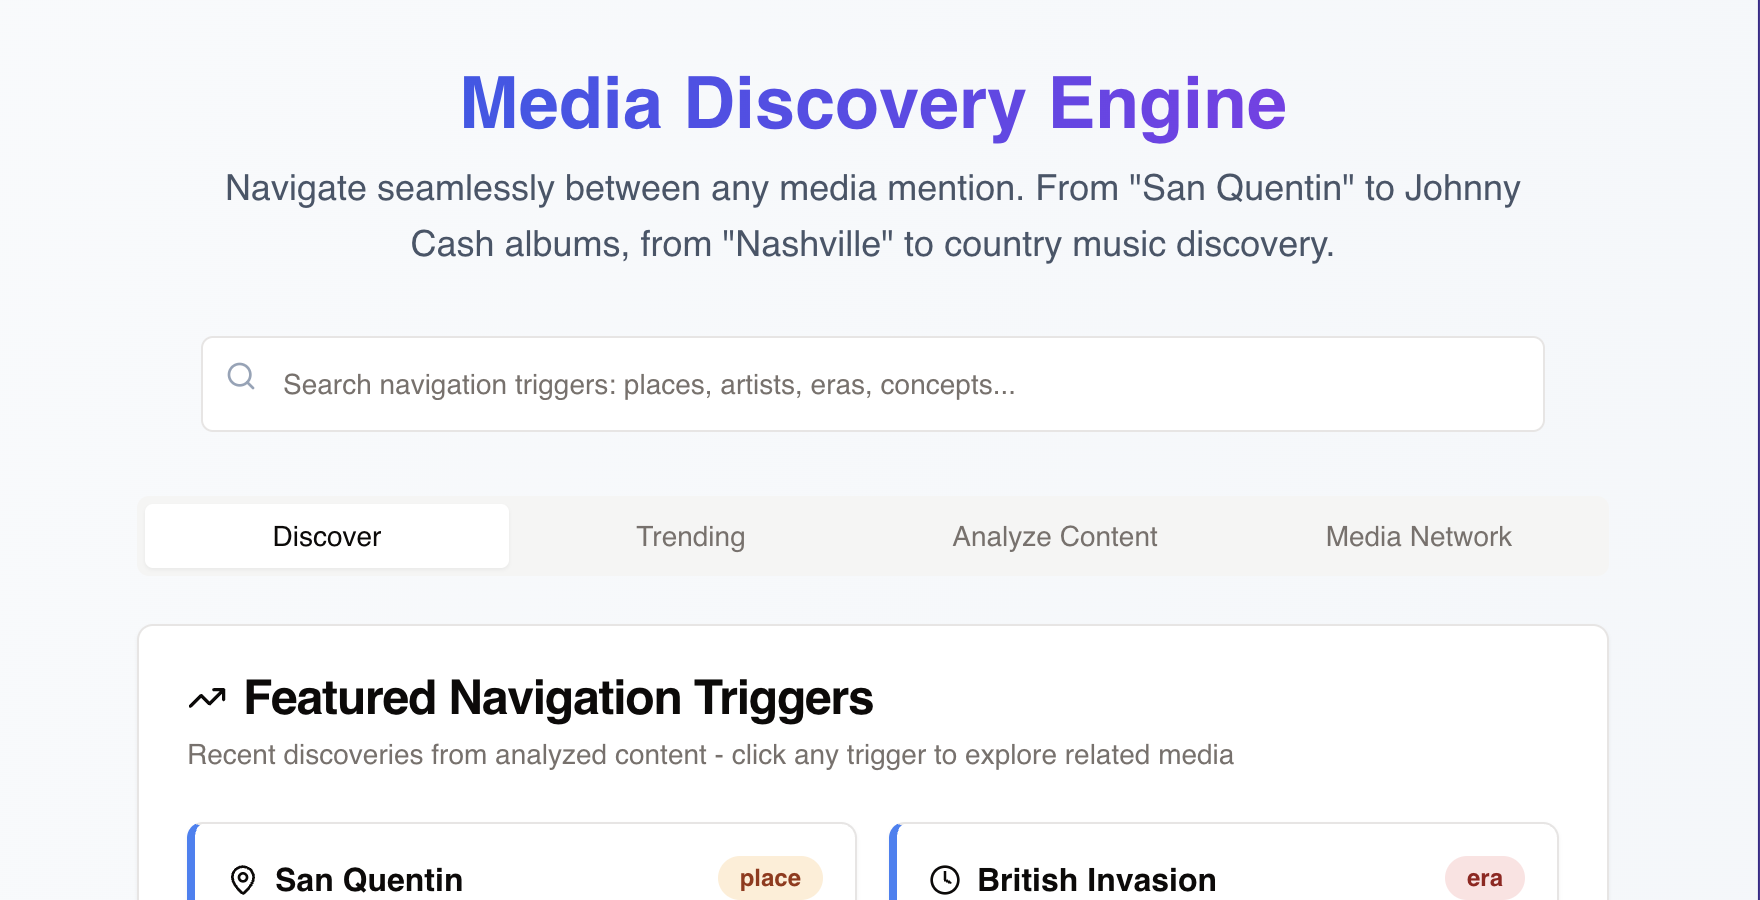 Media Discovery Engine
Navigate seamlessly between any media mention. From "San Quentin" to Johnny
Cash albums, from "Nashville" to country music discovery.
Search navigation triggers: places, artists, eras, concepts...
Discover
Trending
Analyze Content
Media Network
Featured Navigation Triggers
Recent discoveries from analyzed content - click any trigger to explore related media
San Quentin
place
British Invasion
era